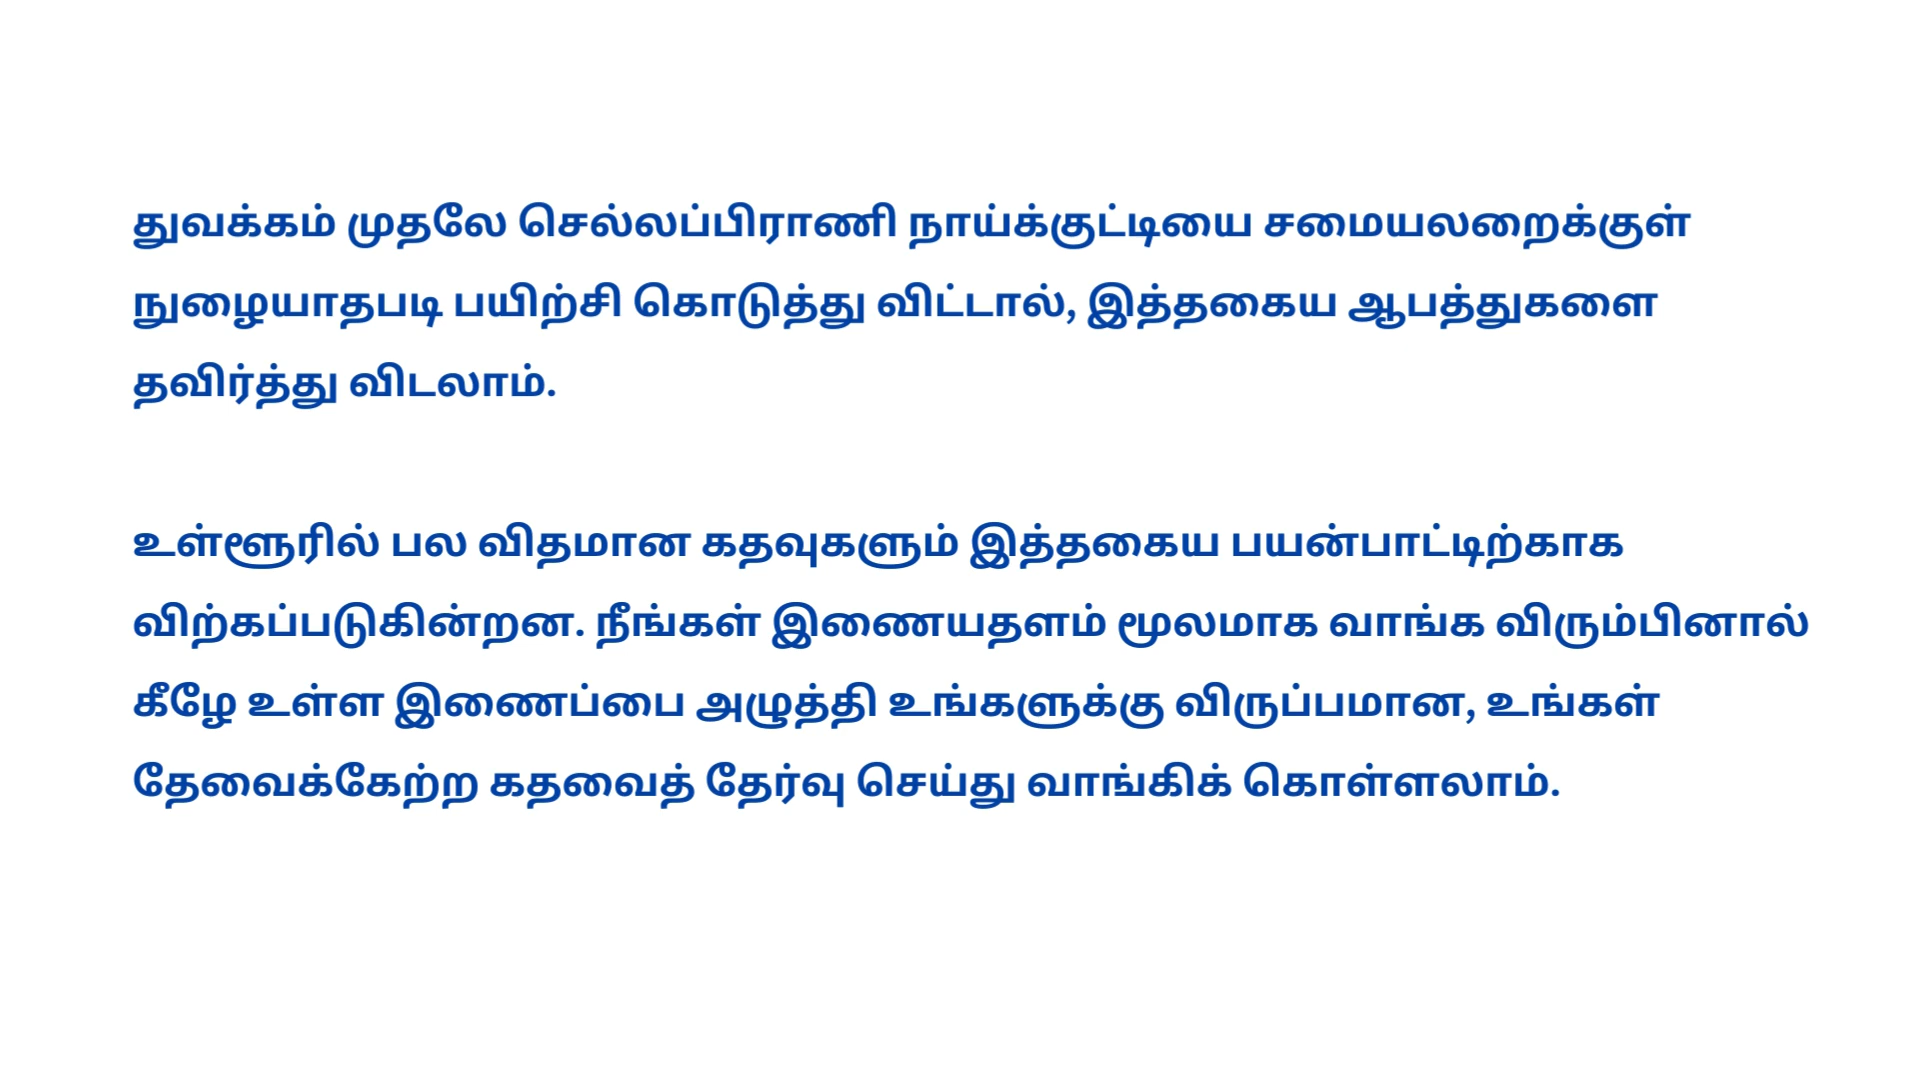 துவக்கம் முதலே செல்லப்பிராணி நாய்க்குட்டியை சமையலறைக்குள்
நுழையாதபடி பயிற்சி கொடுத்து விட்டால், இத்தகைய ஆபத்துகளை
தவிர்த்து விடலாம்.
உள்ளூரில் பல விதமான கதவுகளும் இத்தகைய பயன்பாட்டிற்காக
விற்கப்படுகின்றன. நீங்கள் இணையதளம் மூலமாக வாங்க விரும்பினால்
கீழே உள்ள இணைப்பை அழுத்தி உங்களுக்கு விருப்பமான, உங்கள்
தேவைக்கேற்ற கதவைத் தேர்வு செய்து வாங்கிக் கொள்ளலாம்.